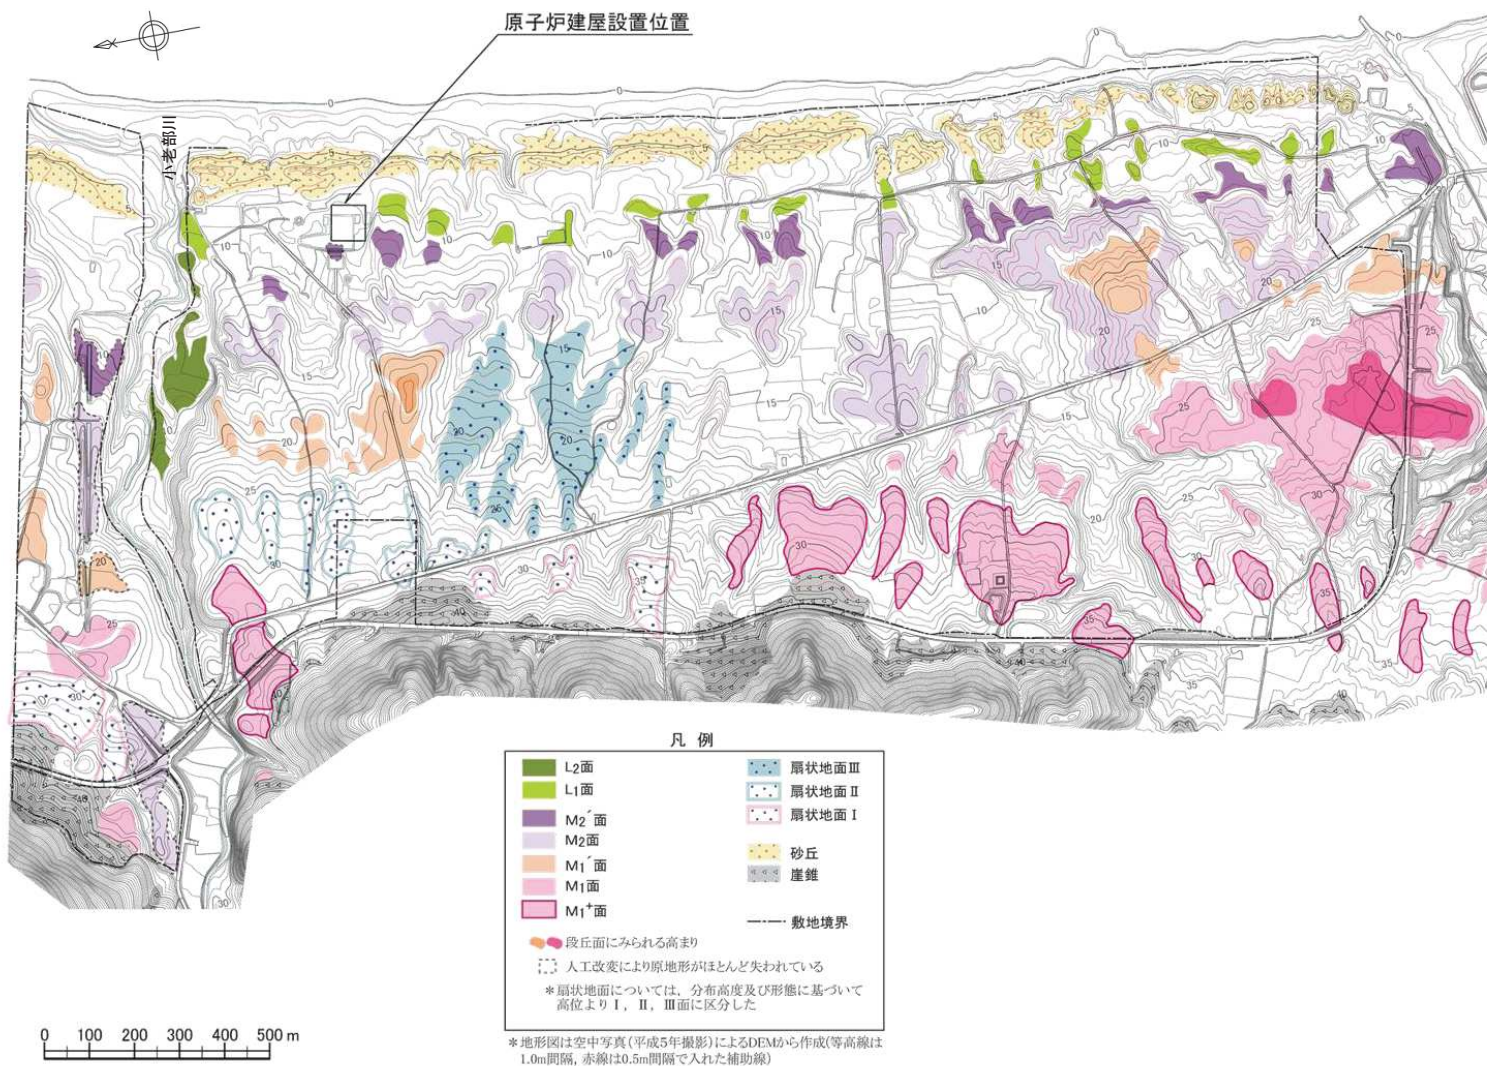 原子炉建屋設置位置
小老部川
凡 例
L2面
L1面
M2´面
M2面
M1´面
M1面
M1+面
扇状地面Ⅲ
扇状地面Ⅱ
扇状地面Ⅰ
砂丘
崖錐
敷地境界
段丘面にみられる高まり
人工改変により原地形がほとんど失われている
*扇状地面については,分布高度及び形態に基づいて
高位よりⅠ,Ⅱ,Ⅲ面に区分した
*地形図は空中写真(平成5年撮影)によるDEMから作成(等高線は
1.0m間隔,赤線は0.5m間隔で入れた補助線)
0 100 200 300 400 500 m